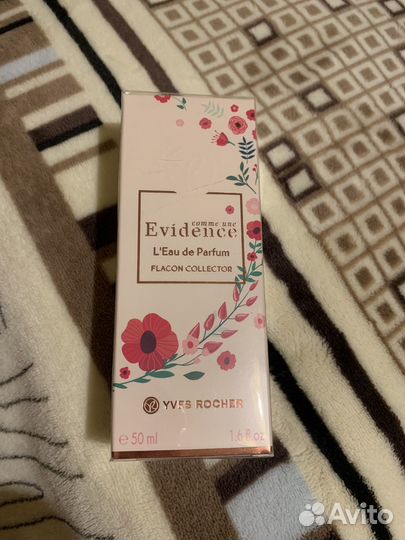 comme une
Evidence
L'Eau de Parfum
FLACON COLLECTOR
YVES ROCHER
e 50 ml 1.6 fl.oz
Avito